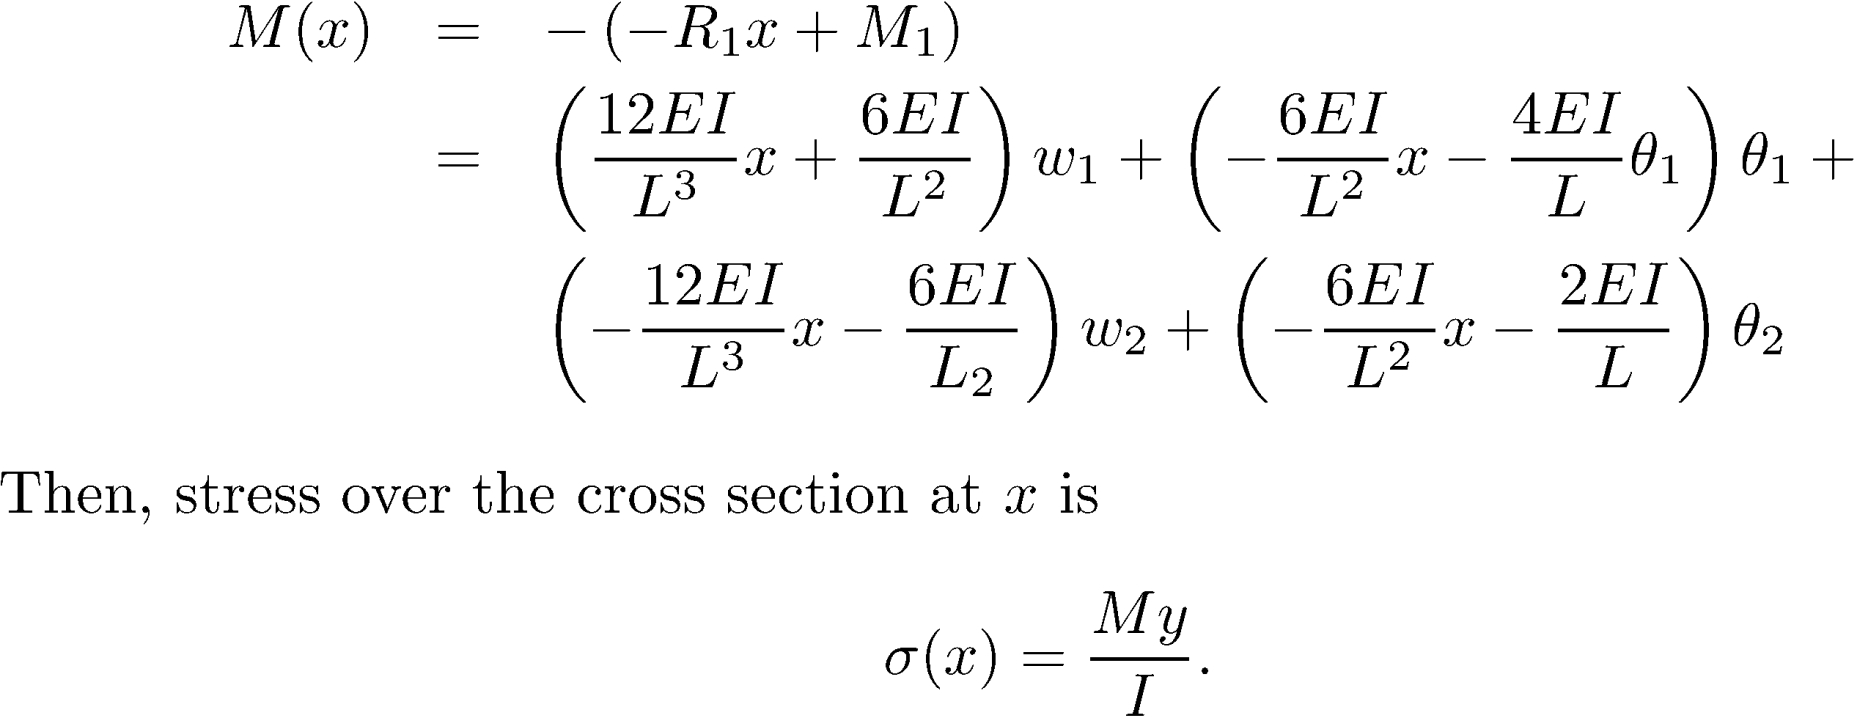 M(x) = − (−R₁x + M₁)
= (12EI/L³ x + 6EI/L²) w₁ + (−6EI/L² x − 4EI/L θ₁) θ₁ +
(−12EI/L³ x − 6EI/L₂) w₂ + (−6EI/L² x − 2EI/L) θ₂
Then, stress over the cross section at x is
σ(x) = My/I.